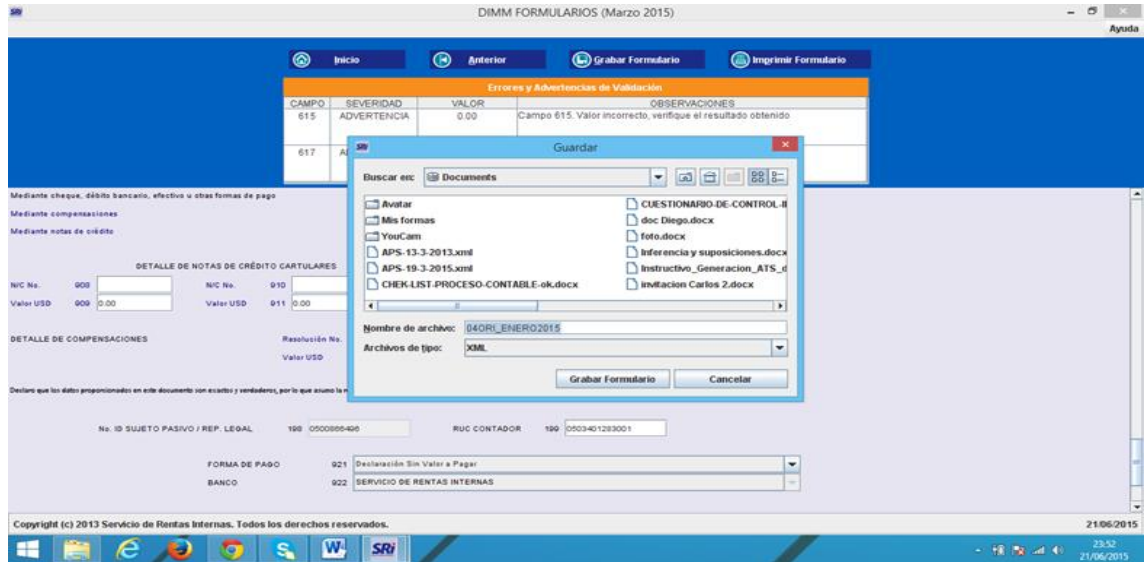 SRi DIMM FORMULARIOS (Marzo 2015)
Ayuda
Inicio Anterior Grabar Formulario Imprimir Formulario
Errores y Advertencias de Validación
CAMPO SEVERIDAD VALOR OBSERVACIONES
615 ADVERTENCIA 0.00 Campo 615. Valor incorrecto, verifique el resultado obtenido
617
SRi Guardar
Buscar en: Documents
Avatar
Mis formas
YouCam
APS-13-3-2013.xml
APS-19-3-2015.xml
CHEK-LIST-PROCESO-CONTABLE-ok.docx
CUESTIONARIO-DE-CONTROL-I
doc Diego.docx
foto.docx
Inferencia y suposiciones.docx
Instructivo_Generacion_ATS_d
invitacion Carlos 2.docx
Nombre de archivo: 04ORI_ENERO2015
Archivos de tipo: XML
Grabar Formulario Cancelar
Mediante cheque, débito bancario, efectivo u otras formas de pago
Mediante compensaciones
Mediante notas de crédito
DETALLE DE NOTAS DE CRÉDITO CARTULARES
N/C No. 908 N/C No. 910
Valor USD 909 0.00 Valor USD 911 0.00
DETALLE DE COMPENSACIONES Resolución No.
Valor USD
Declaro que los datos proporcionados en este documento son exactos y verdaderos, por lo que asumo la
No. ID SUJETO PASIVO / REP. LEGAL 198 0500866496 RUC CONTADOR 199 0503401283001
FORMA DE PAGO 921 Declaración Sin Valor a Pagar
BANCO 922 SERVICIO DE RENTAS INTERNAS
Copyright (c) 2013 Servicio de Rentas Internas. Todos los derechos reservados. 21/06/2015
SRi
23:52
21/06/2015